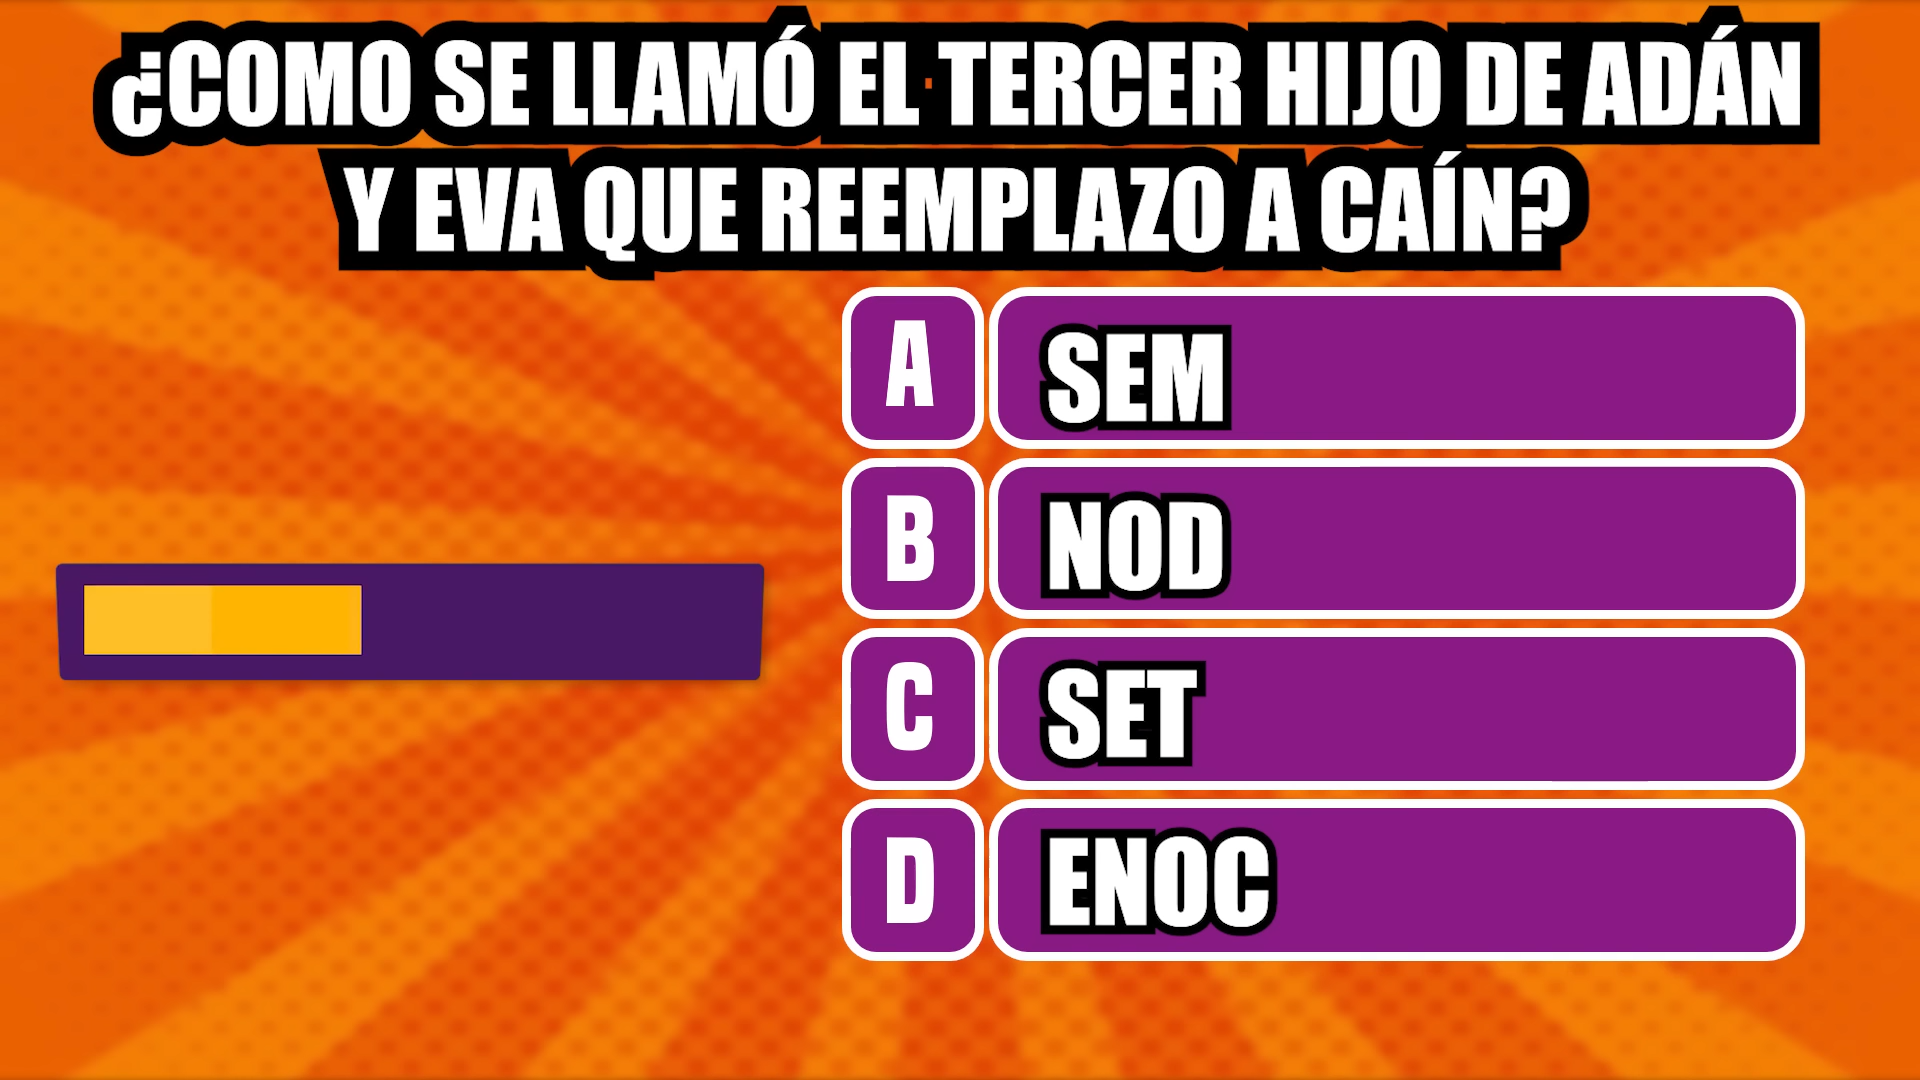 ¿COMO SE LLAMÓ EL TERCER HIJO DE ADÁN
Y EVA QUE REEMPLAZO A CAÍN?
A SEM
B NOD
C SET
D ENOC